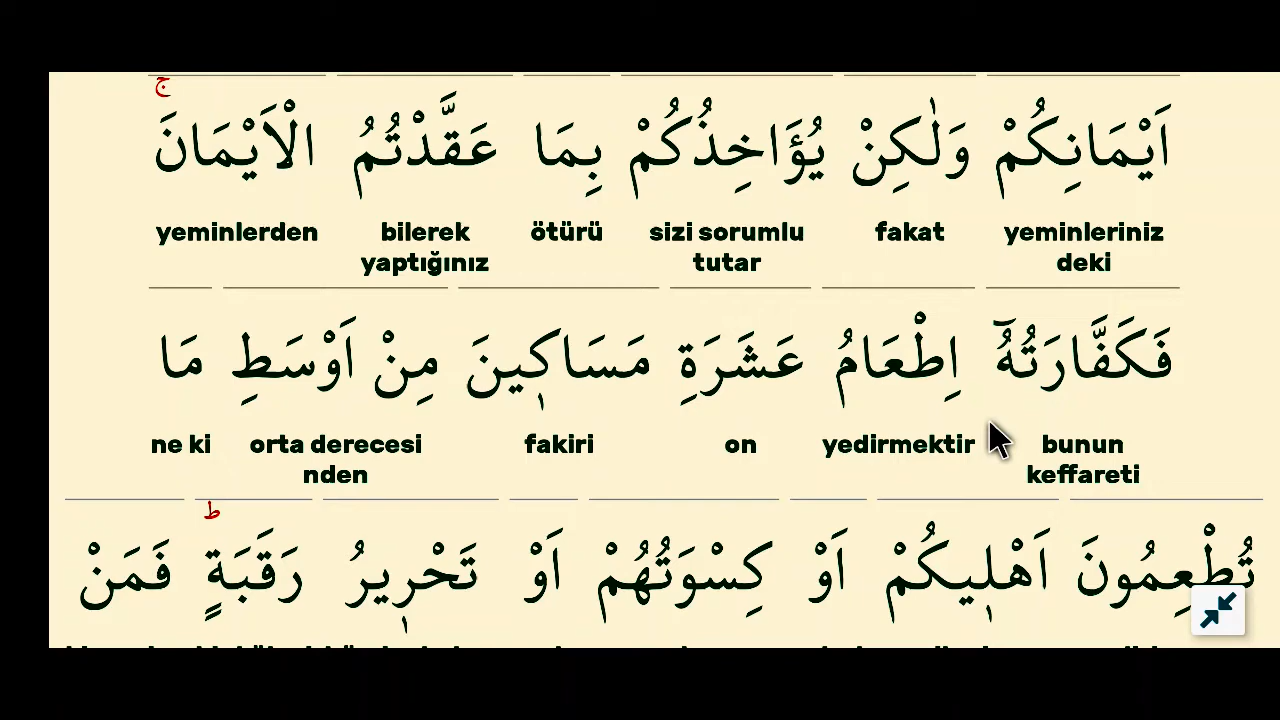 ج
اَيْمَانِكُمْ وَلٰكِنْ يُؤَاخِذُكُمْ بِمَا عَقَّدْتُمُ الْاَيْمَانَ
yeminleriniz fakat sizi sorumlu ötürü bilerek yeminlerden
deki tutar yaptığınız
فَكَفَّارَتُهُٓ اِطْعَامُ عَشَرَةِ مَسَاك۪ينَ مِنْ اَوْسَطِ مَا
bunun yedirmektir on fakiri orta derecesi ne ki
keffareti nden
ط
تُطْعِمُونَ اَهْل۪يكُمْ اَوْ كِسْوَتُهُمْ اَوْ تَحْر۪يرُ رَقَبَةٍ فَمَنْ